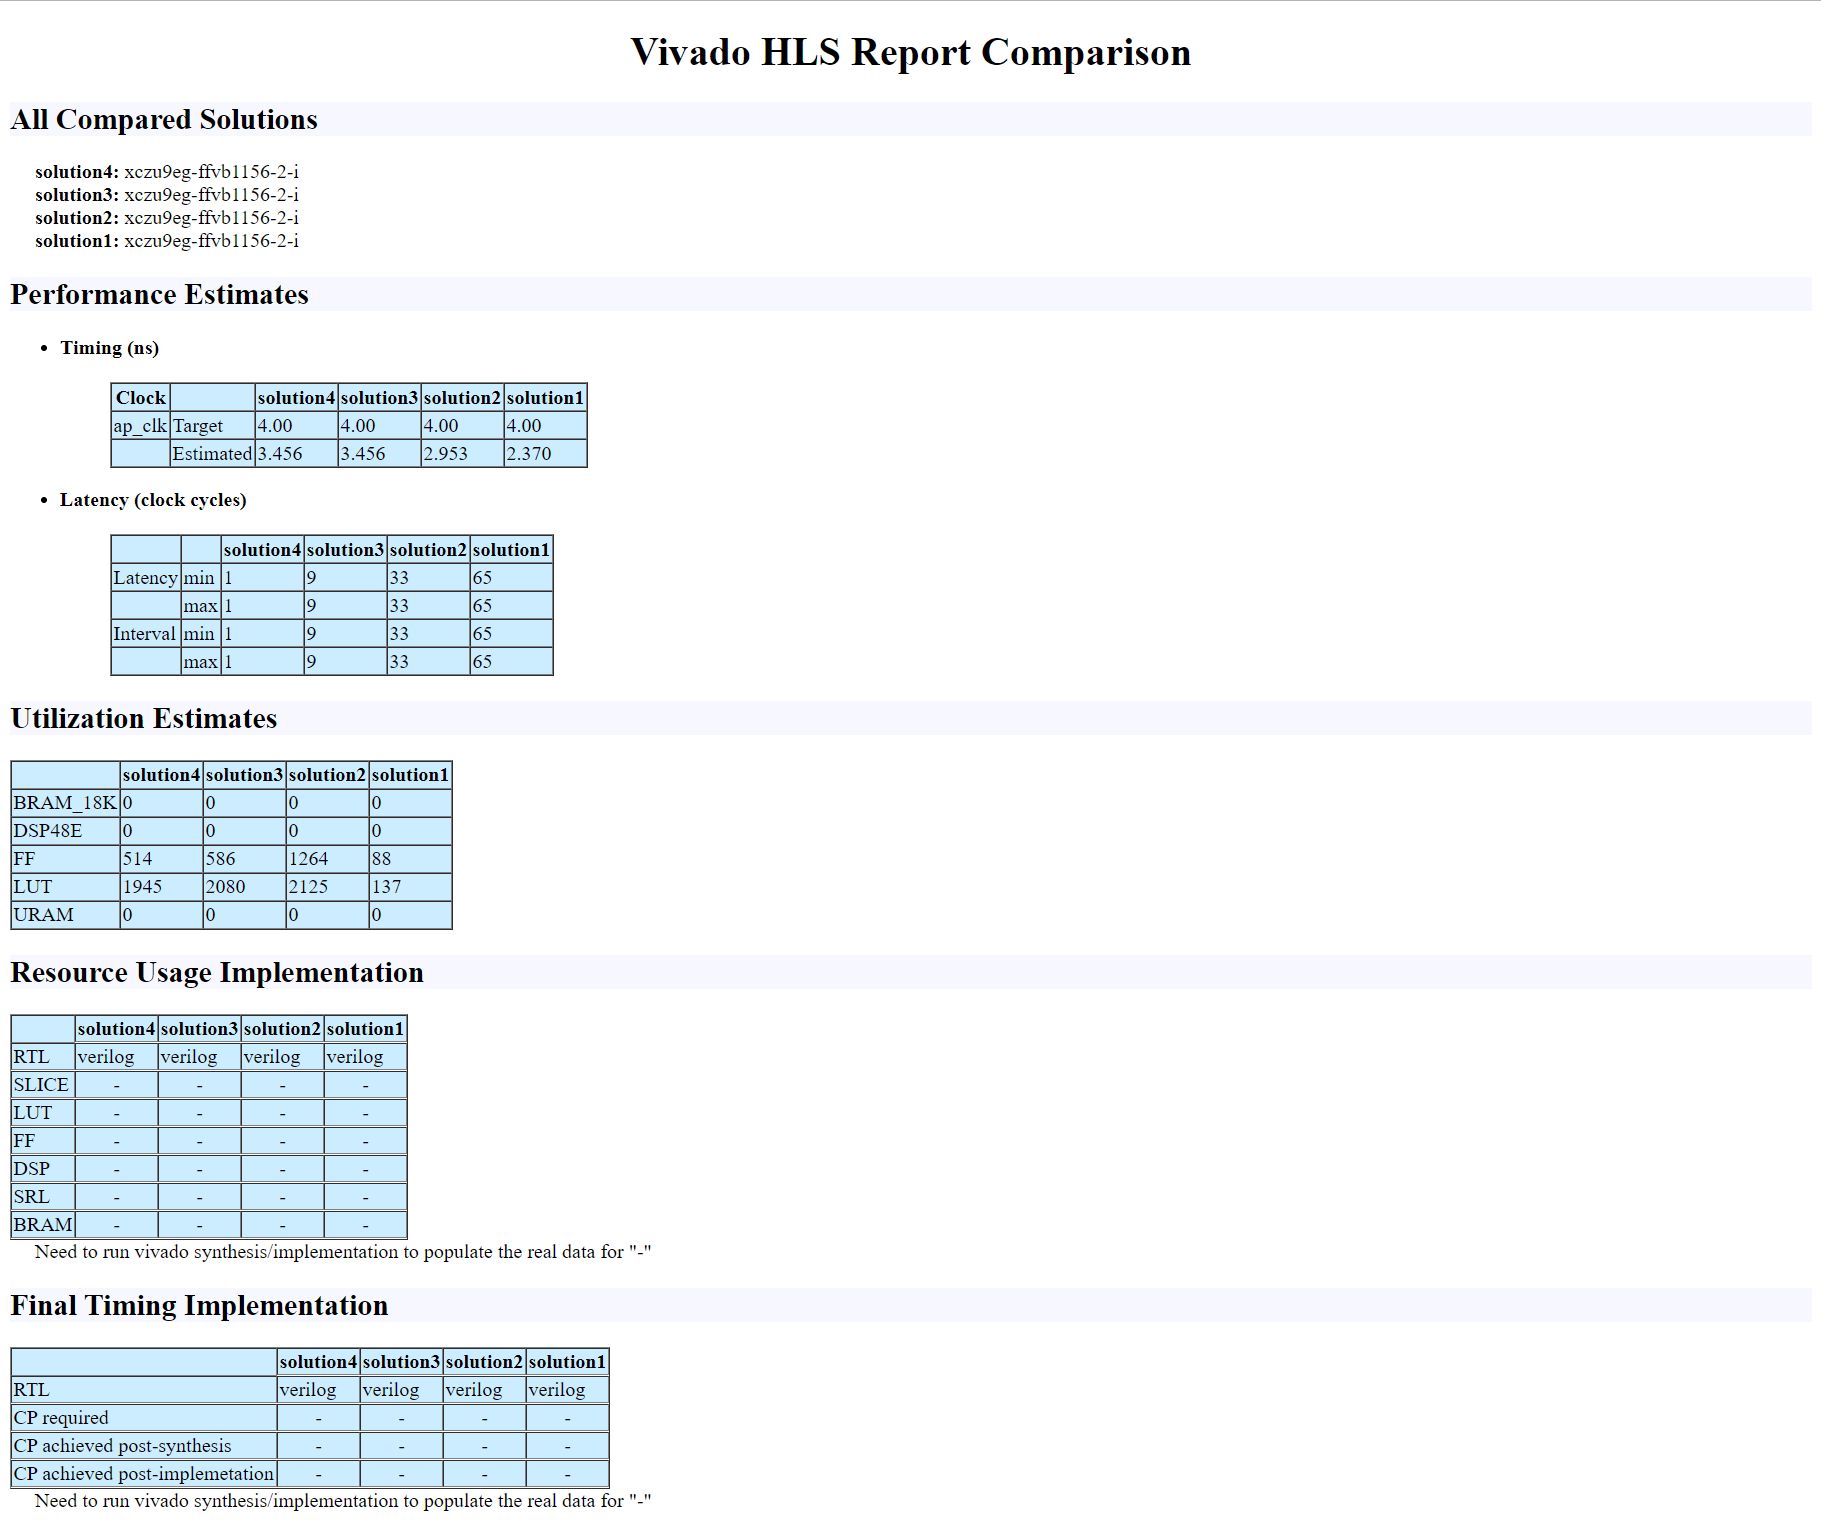 Vivado HLS Report Comparison
All Compared Solutions
solution4: xczu9eg-ffvb1156-2-i
solution3: xczu9eg-ffvb1156-2-i
solution2: xczu9eg-ffvb1156-2-i
solution1: xczu9eg-ffvb1156-2-i
Performance Estimates
• Timing (ns)
Clock solution4 solution3 solution2 solution1
ap_clk Target 4.00 4.00 4.00 4.00
Estimated 3.456 3.456 2.953 2.370
• Latency (clock cycles)
solution4 solution3 solution2 solution1
Latency min 1 9 33 65
max 1 9 33 65
Interval min 1 9 33 65
max 1 9 33 65
Utilization Estimates
solution4 solution3 solution2 solution1
BRAM_18K 0 0 0 0
DSP48E 0 0 0 0
FF 514 586 1264 88
LUT 1945 2080 2125 137
URAM 0 0 0 0
Resource Usage Implementation
solution4 solution3 solution2 solution1
RTL verilog verilog verilog verilog
SLICE - - - -
LUT - - - -
FF - - - -
DSP - - - -
SRL - - - -
BRAM - - - -
Need to run vivado synthesis/implementation to populate the real data for "-"
Final Timing Implementation
solution4 solution3 solution2 solution1
RTL verilog verilog verilog verilog
CP required - - - -
CP achieved post-synthesis - - - -
CP achieved post-implemetation - - - -
Need to run vivado synthesis/implementation to populate the real data for "-"